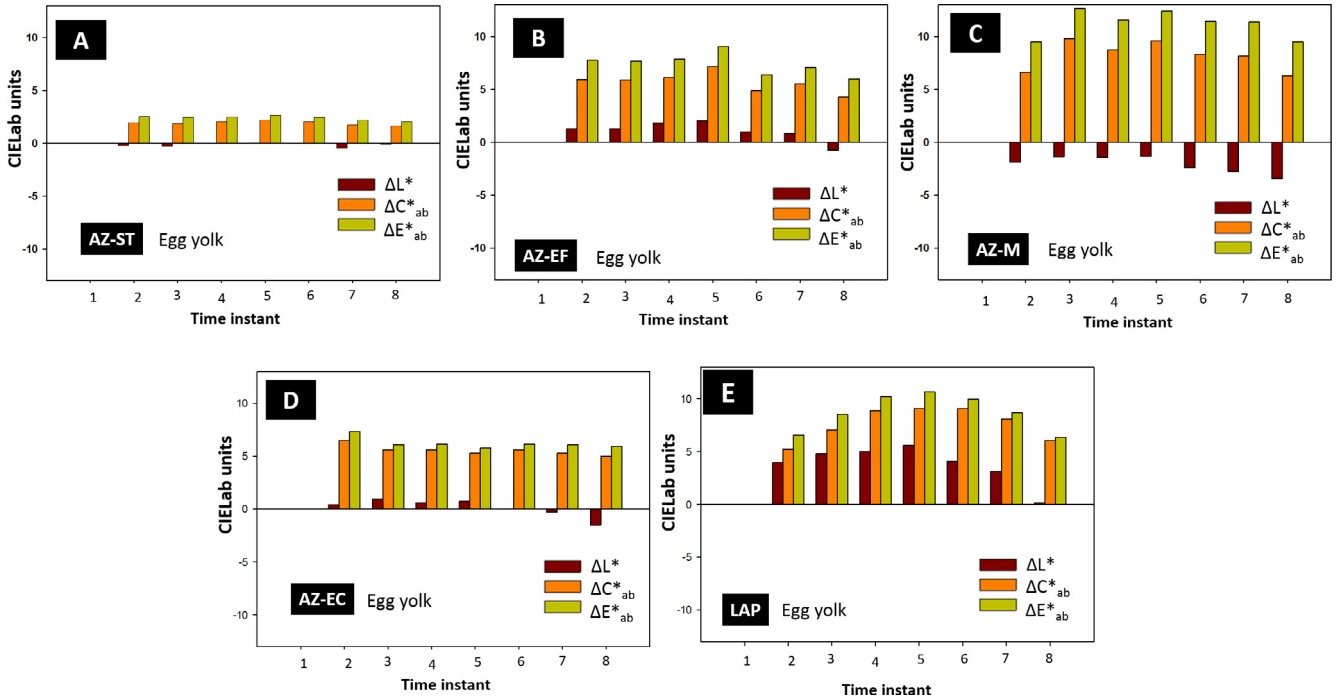 A
CIELab units
10
5
0
-5
-10
ΔL*
ΔC*ab
ΔE*ab
AZ-ST Egg yolk
1 2 3 4 5 6 7 8
Time instant
B
CIELab units
10
5
0
-5
-10
ΔL*
ΔC*ab
ΔE*ab
AZ-EF Egg yolk
1 2 3 4 5 6 7 8
Time instant
C
CIELab units
10
5
0
-5
-10
ΔL*
ΔC*ab
ΔE*ab
AZ-M Egg yolk
1 2 3 4 5 6 7 8
Time instant
D
CIELab units
10
5
0
-5
-10
ΔL*
ΔC*ab
ΔE*ab
AZ-EC Egg yolk
1 2 3 4 5 6 7 8
Time instant
E
CIELab units
10
5
0
-5
-10
ΔL*
ΔC*ab
ΔE*ab
LAP Egg yolk
1 2 3 4 5 6 7 8
Time instant